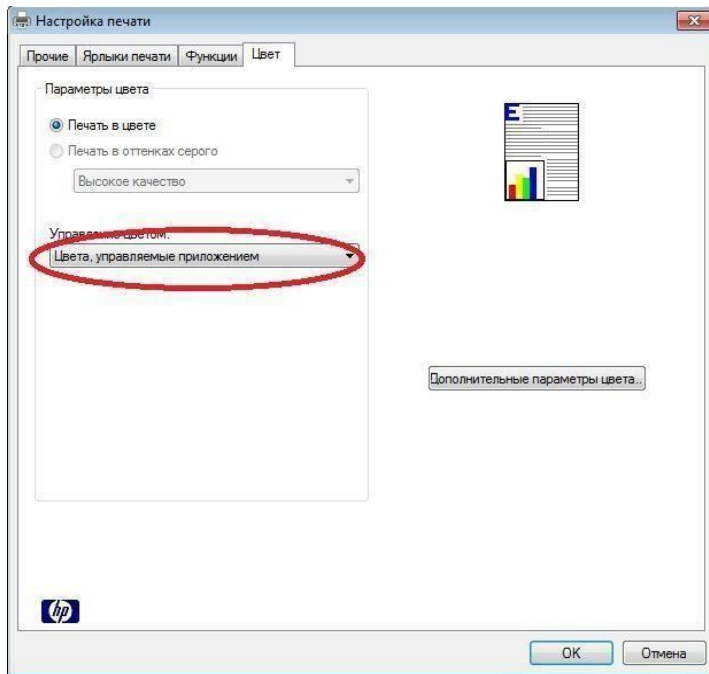 Настройка печати
Прочие Ярлыки печати Функции Цвет
Параметры цвета
Печать в цвете
Печать в оттенках серого
Высокое качество
Управление цветом:
Цвета, управляемые приложением
E
Дополнительные параметры цвета..
hp
OK Отмена